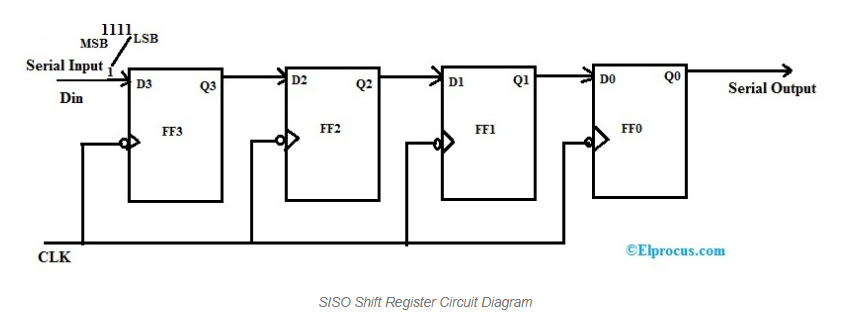 1111
MSB LSB
Serial Input 1
Din
D3 Q3
FF3
D2 Q2
FF2
D1 Q1
FF1
D0 Q0
FF0
Serial Output
CLK
©Elprocus.com
SISO Shift Register Circuit Diagram